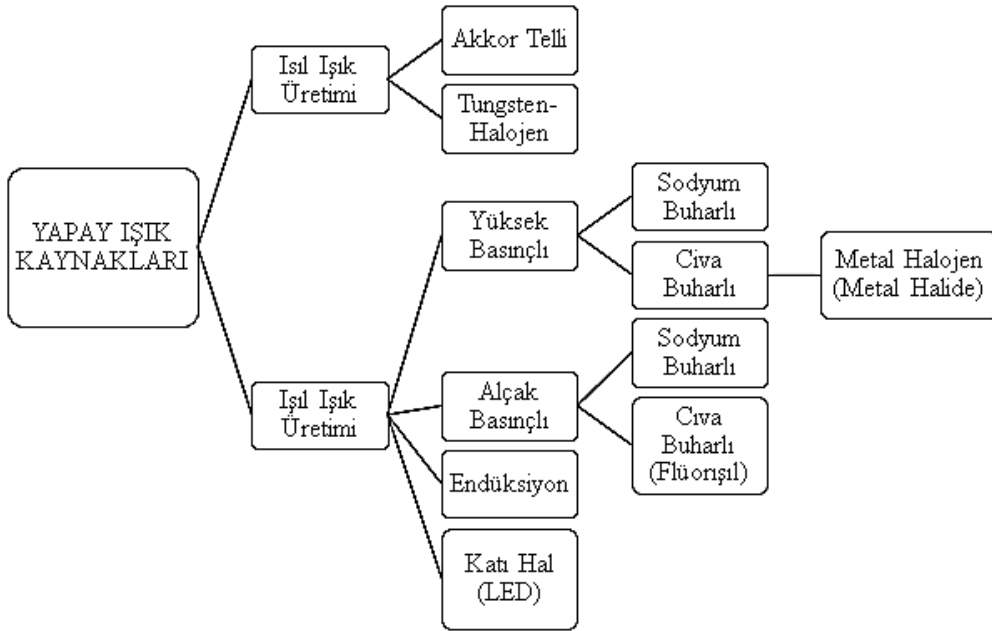 YAPAY IŞIK
KAYNAKLARI
Isıl Işık
Üretimi
Akkor Telli
Tungsten-
Halojen
Işıl Işık
Üretimi
Yüksek
Basınçlı
Sodyum
Buharlı
Civa
Buharlı
Metal Halojen
(Metal Halide)
Alçak
Basınçlı
Sodyum
Buharlı
Cıva
Buharlı
(Flüorışıl)
Endüksiyon
Katı Hal
(LED)